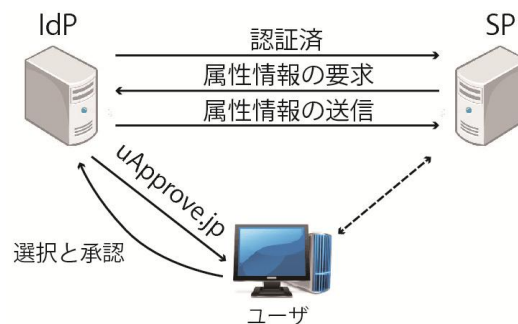 IdP
SP
認証済
属性情報の要求
属性情報の送信
uApprove.jp
選択と承認
ユーザ